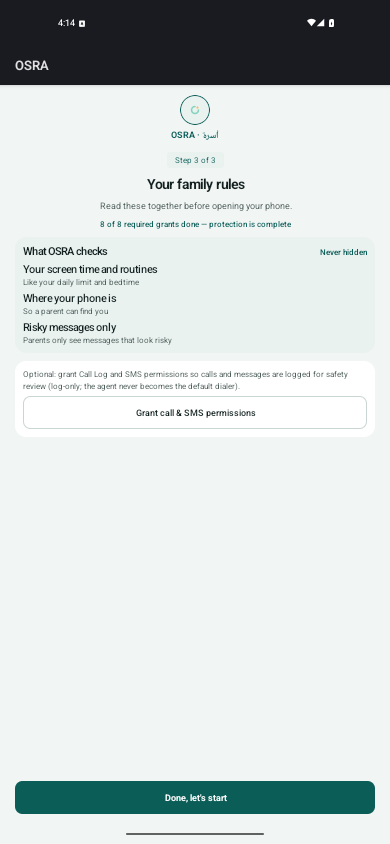 4:14
OSRA
OSRA · أسرة
Step 3 of 3
Your family rules
Read these together before opening your phone.
8 of 8 required grants done — protection is complete
What OSRA checks
Never hidden
Your screen time and routines
Like your daily limit and bedtime
Where your phone is
So a parent can find you
Risky messages only
Parents only see messages that look risky
Optional: grant Call Log and SMS permissions so calls and messages are logged for safety
review (log-only; the agent never becomes the default dialer).
Grant call & SMS permissions
Done, let's start